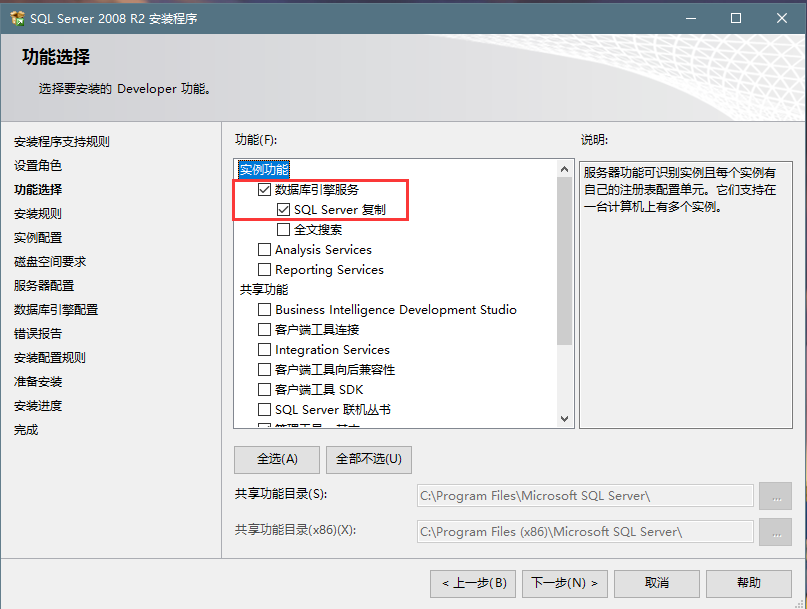 SQL Server 2008 R2 安装程序
功能选择
选择要安装的 Developer 功能。
安装程序支持规则
设置角色
功能选择
安装规则
实例配置
磁盘空间要求
服务器配置
数据库引擎配置
错误报告
安装配置规则
准备安装
安装进度
完成
功能(F):
实例功能
数据库引擎服务
SQL Server 复制
全文搜索
Analysis Services
Reporting Services
共享功能
Business Intelligence Development Studio
客户端工具连接
Integration Services
客户端工具向后兼容性
客户端工具 SDK
SQL Server 联机丛书
说明:
服务器功能可识别实例且每个实例有
自己的注册表配置单元。它们支持在
一台计算机上有多个实例。
全选(A)
全部不选(U)
共享功能目录(S):
C:\Program Files\Microsoft SQL Server\
...
共享功能目录(x86)(X):
C:\Program Files (x86)\Microsoft SQL Server\
...
< 上一步(B)
下一步(N) >
取消
帮助